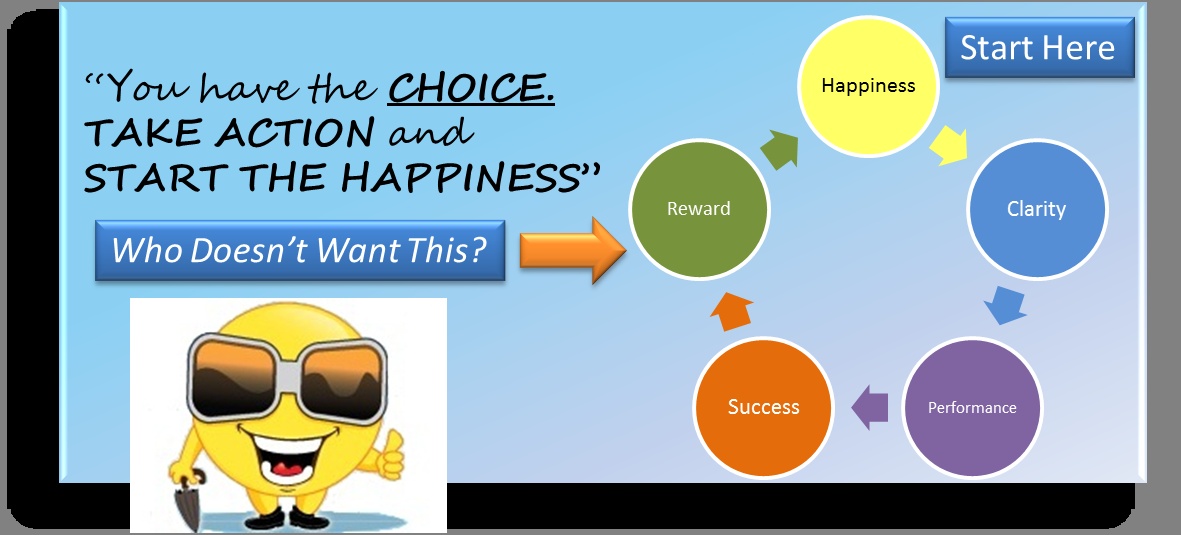 “You have the CHOICE.
TAKE ACTION and
START THE HAPPINESS”
Who Doesn’t Want This?
Start Here
Happiness
Clarity
Performance
Success
Reward